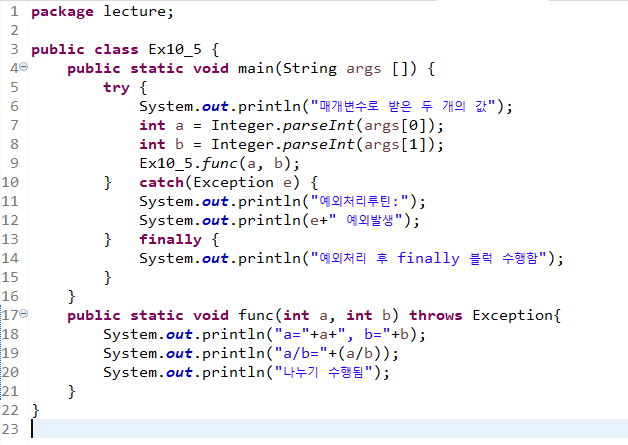 1 package lecture;
2
3 public class Ex10_5 {
4     public static void main(String args []) {
5         try {
6             System.out.println("매개변수로 받은 두 개의 값");
7             int a = Integer.parseInt(args[0]);
8             int b = Integer.parseInt(args[1]);
9             Ex10_5.func(a, b);
10         }   catch(Exception e) {
11             System.out.println("예외처리루틴:");
12             System.out.println(e+" 예외발생");
13         }   finally {
14             System.out.println("예외처리 후 finally 블럭 수행함");
15         }
16     }
17     public static void func(int a, int b) throws Exception{
18         System.out.println("a="+a+", b="+b);
19         System.out.println("a/b="+(a/b));
20         System.out.println("나누기 수행됨");
21     }
22 }
23